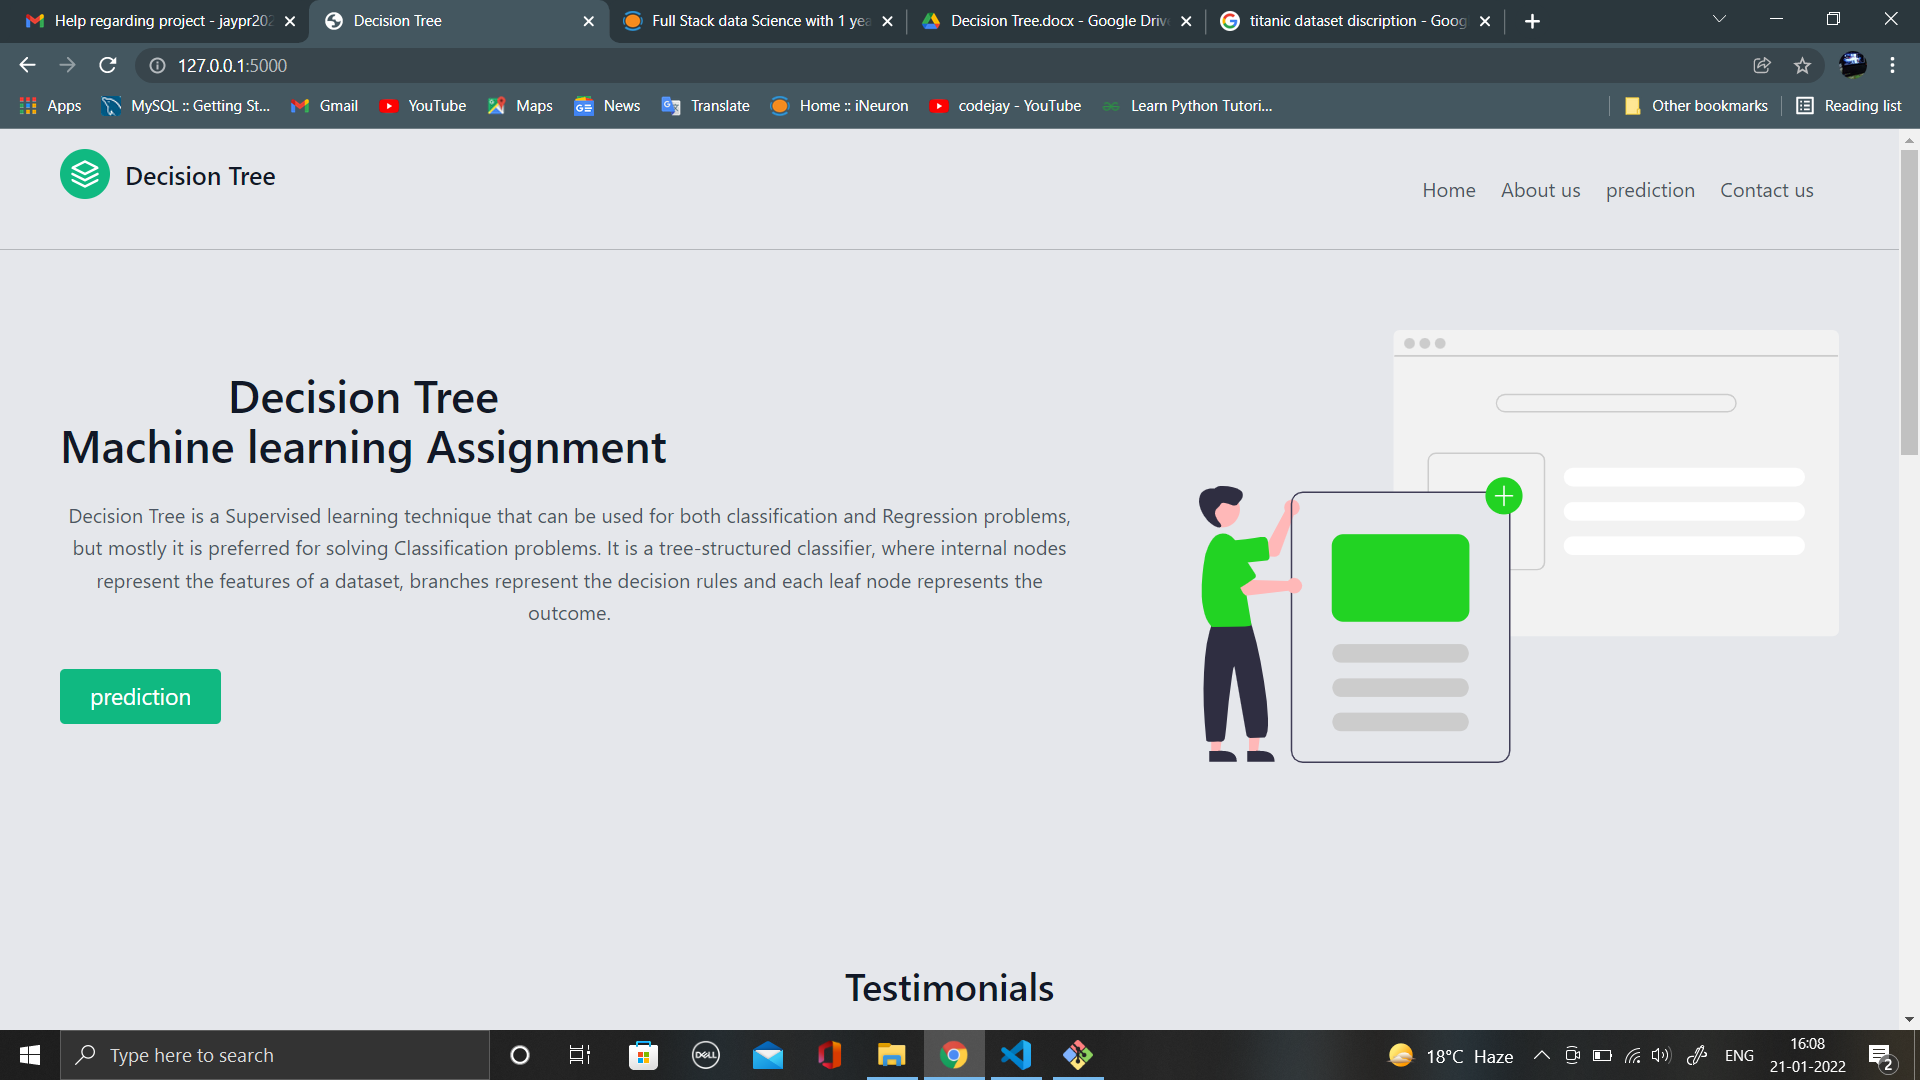 Help regarding project - jaypr202
Decision Tree
Full Stack data Science with 1 yea
Decision Tree.docx - Google Driv
titanic dataset discription - Goog
127.0.0.1:5000
Apps
MySQL :: Getting St...
Gmail
YouTube
Maps
News
Translate
Home :: iNeuron
codejay - YouTube
Learn Python Tutori...
Other bookmarks
Reading list
Decision Tree
Home
About us
prediction
Contact us
Decision Tree
Machine learning Assignment
Decision Tree is a Supervised learning technique that can be used for both classification and Regression problems,
but mostly it is preferred for solving Classification problems. It is a tree-structured classifier, where internal nodes
represent the features of a dataset, branches represent the decision rules and each leaf node represents the
outcome.
prediction
Testimonials
Type here to search
DELL
18°C Haze
ENG
16:08
21-01-2022
2